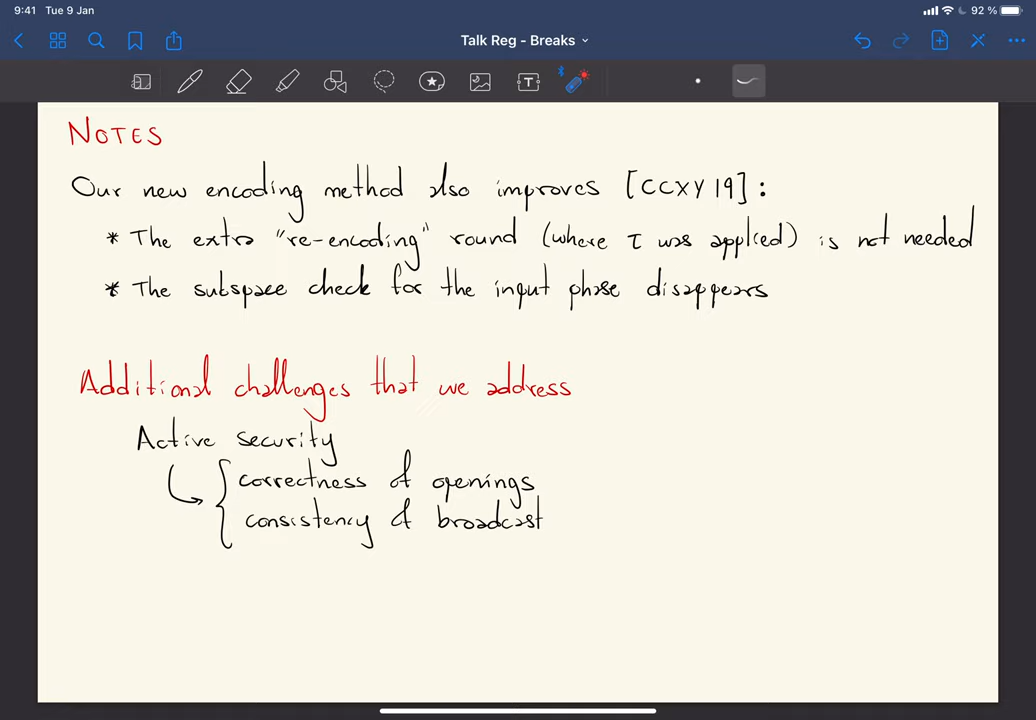 9:41 Tue 9 Jan 92 %
Talk Reg - Breaks
NOTES
Our new encoding method also improves [CCXY19]:
* The extra "re-encoding" round (where τ was applied) is not needed
* The subspace check for the input phase disappears
Additional challenges that we address
Active security
correctness of openings
consistency of broadcast